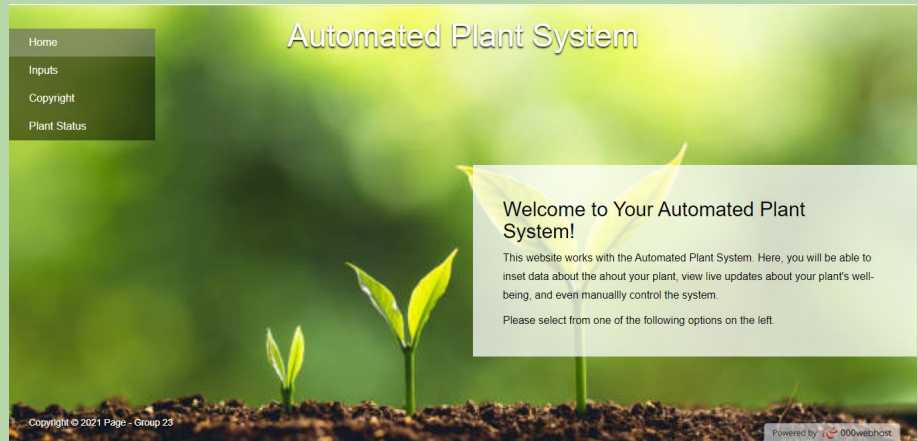 Automated Plant System
Home
Inputs
Copyright
Plant Status
Welcome to Your Automated Plant
System!
This website works with the Automated Plant System. Here, you will be able to
inset data about the ahout your plant, view live updates about your plant's well-
being, and even manuallly control the system.
Please select from one of the following options on the left.
Copyright © 2021 Page - Group 23
Powered by 000webhost